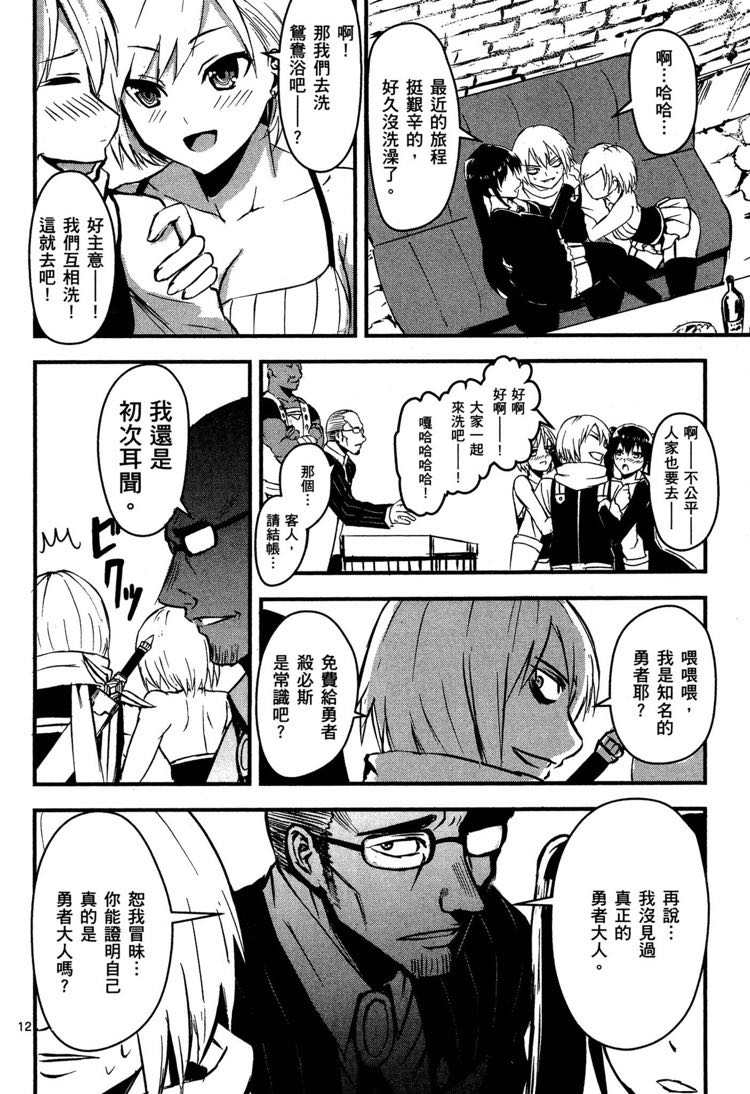 啊…哈哈…
最近的旅程
挺艱辛的，
好久沒洗澡了。
啊！
那我們去洗
鴛鴦浴吧——？
好主意——！
我們互相洗！
這就去吧！
啊——不公平——
人家也要去——
好啊
好啊——！
大家一起
來洗吧——！
嘎哈哈哈哈！
那個…
客人，
請結帳…
我還是
初次耳聞。
ビクッ
喂喂喂，
我是知名的
勇者耶？
免費給勇者
殺必斯
是常識吧？
再說…
我沒見過
真正的
勇者大人。
恕我冒昧…
你能證明自己
真的是
勇者大人嗎？
12